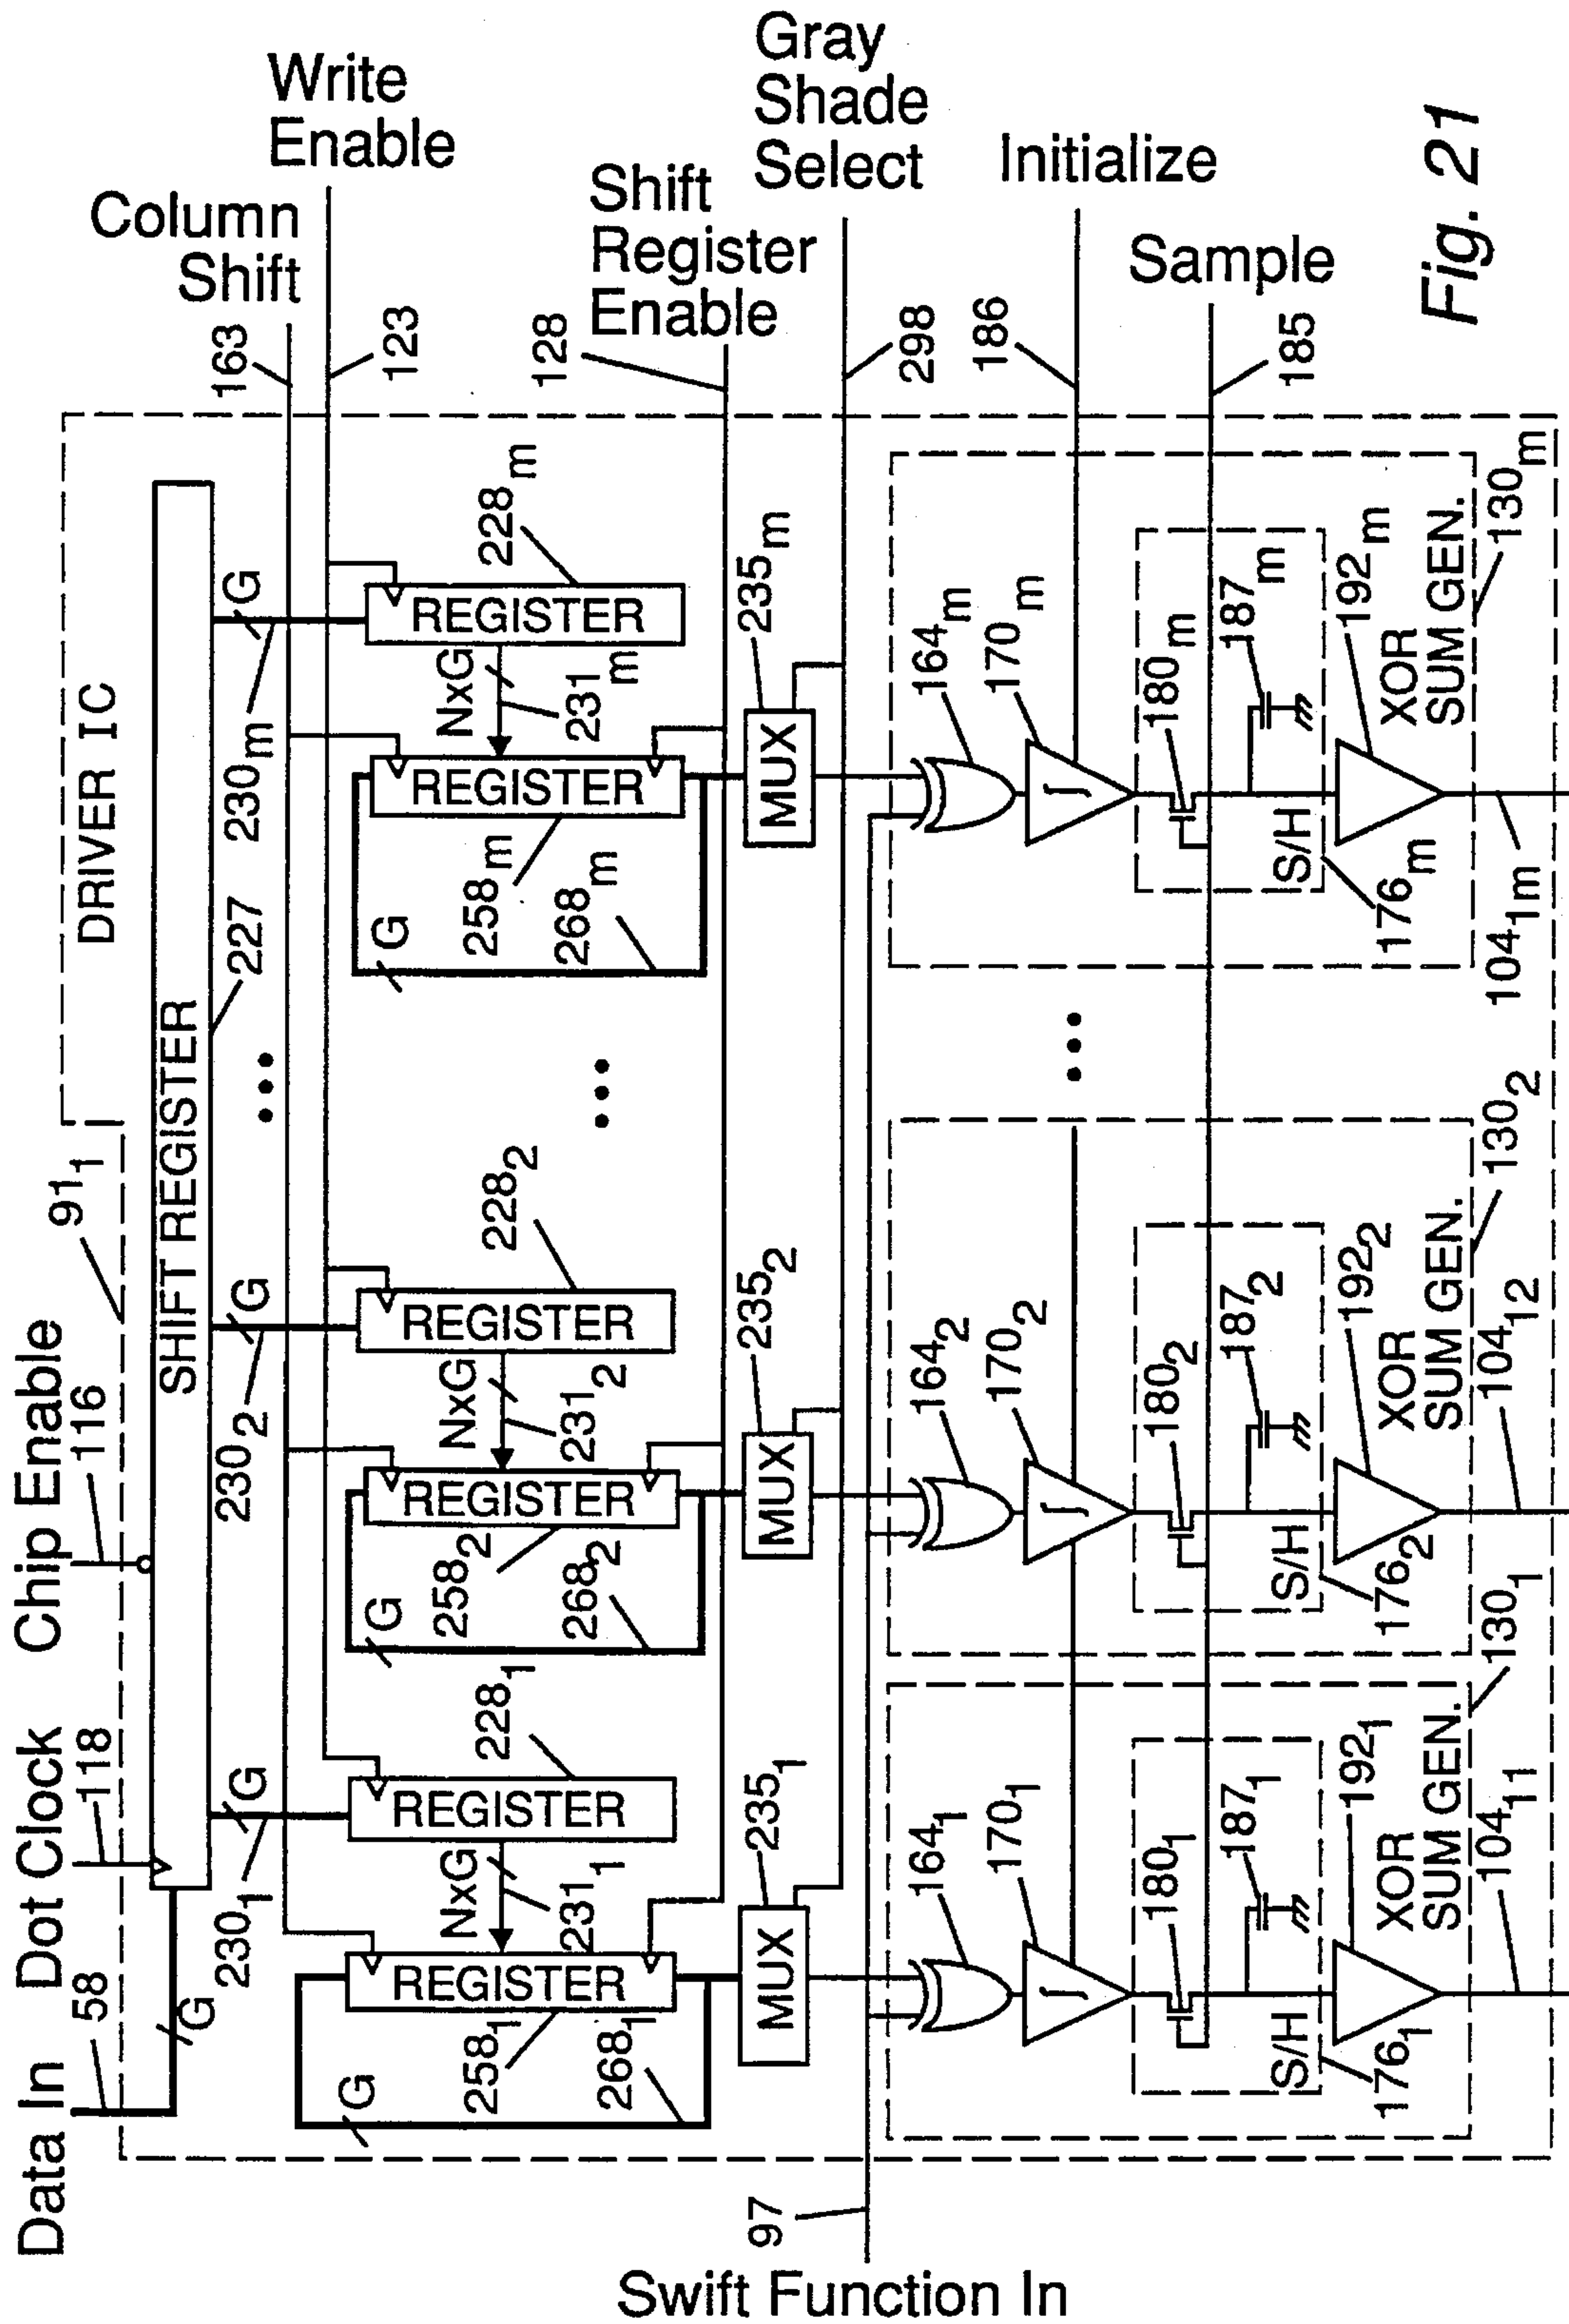 Data In
58
Dot Clock
118
Chip Enable
116
91₁
DRIVER IC
G
SHIFT REGISTER
227
Column
Shift
163
Write
Enable
123
230₁
G
230₂
G
230m
G
...
REGISTER
228₁
REGISTER
228₂
REGISTER
228m
NxG
231₁
NxG
231₂
NxG
231m
REGISTER
258₁
G
268₁
REGISTER
258₂
G
268₂
REGISTER
258m
G
268m
...
Shift
Register
Enable
128
MUX
235₁
MUX
235₂
MUX
235m
Gray
Shade
Select
298
97
Swift Function In
164₁
164₂
164m
∫
170₁
∫
170₂
∫
170m
...
Initialize
186
180₁
180₂
180m
Sample
185
187₁
187₂
187m
S/H
176₁
S/H
176₂
S/H
176m
192₁
192₂
192m
XOR
SUM GEN.
130₁
XOR
SUM GEN.
130₂
XOR
SUM GEN.
130m
104₁₁
104₁₂
104₁m
Fig. 21